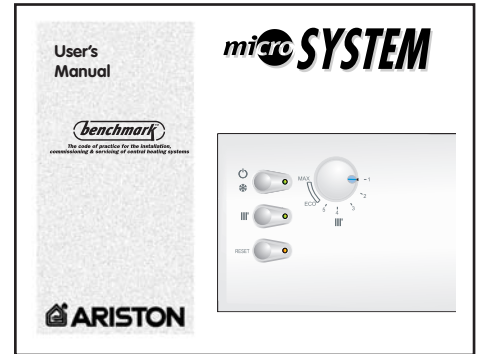 User's
Manual
micro SYSTEM
benchmark™
The code of practice for the installation,
commissioning & servicing of central heating systems
MAX
ECO
1
2
3
4
5
RESET
ARISTON